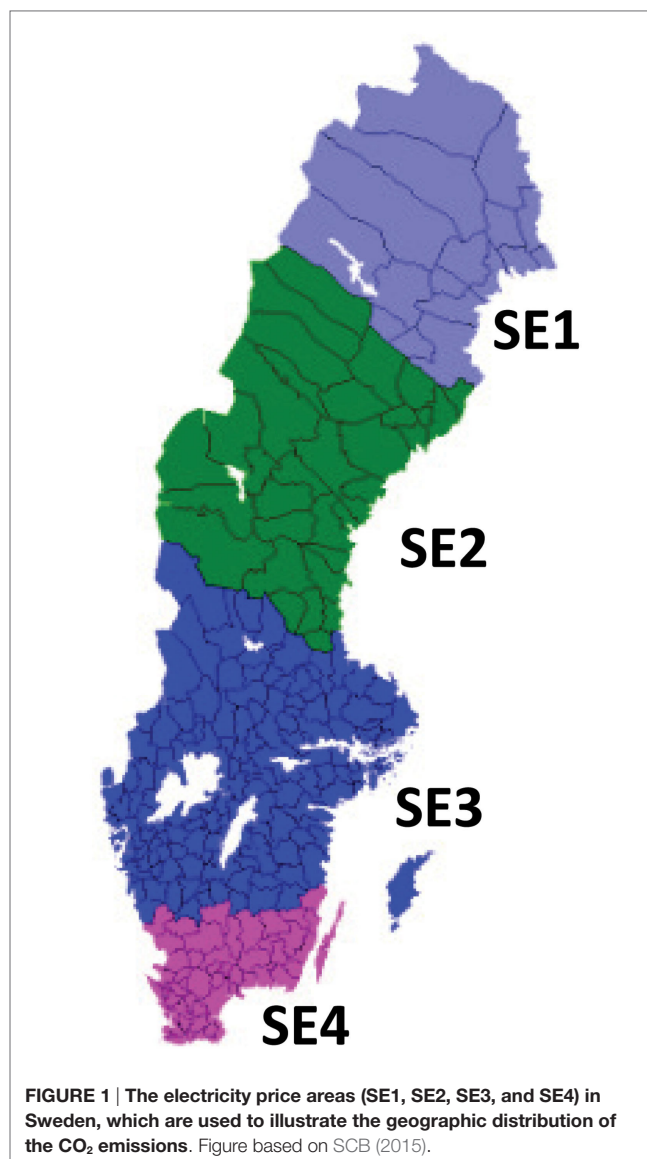 SE1
SE2
SE3
SE4
FIGURE 1 | The electricity price areas (SE1, SE2, SE3, and SE4) in
Sweden, which are used to illustrate the geographic distribution of
the CO₂ emissions. Figure based on SCB (2015).